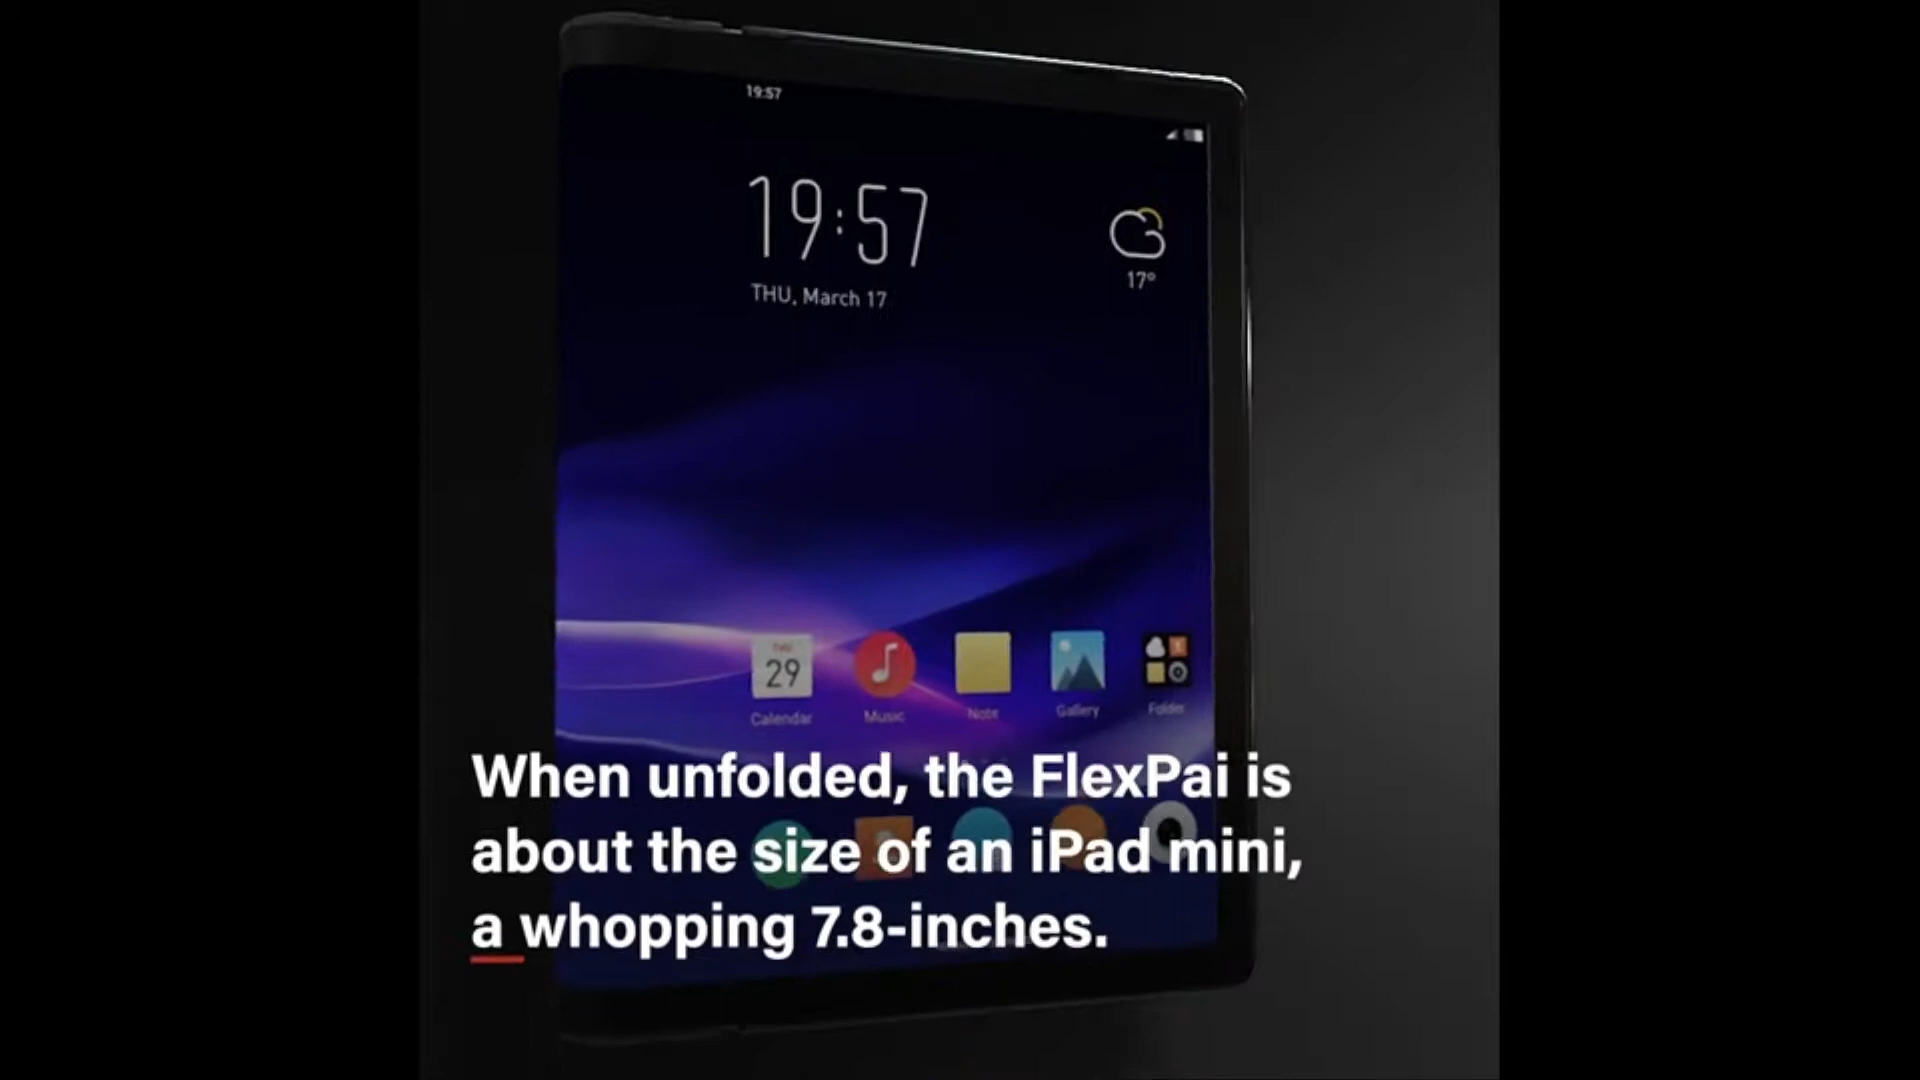 19:57
19:57
THU, March 17
17°
THU
29
Calendar
Music
Note
Gallery
Folder
When unfolded, the FlexPai is
about the size of an iPad mini,
a whopping 7.8-inches.